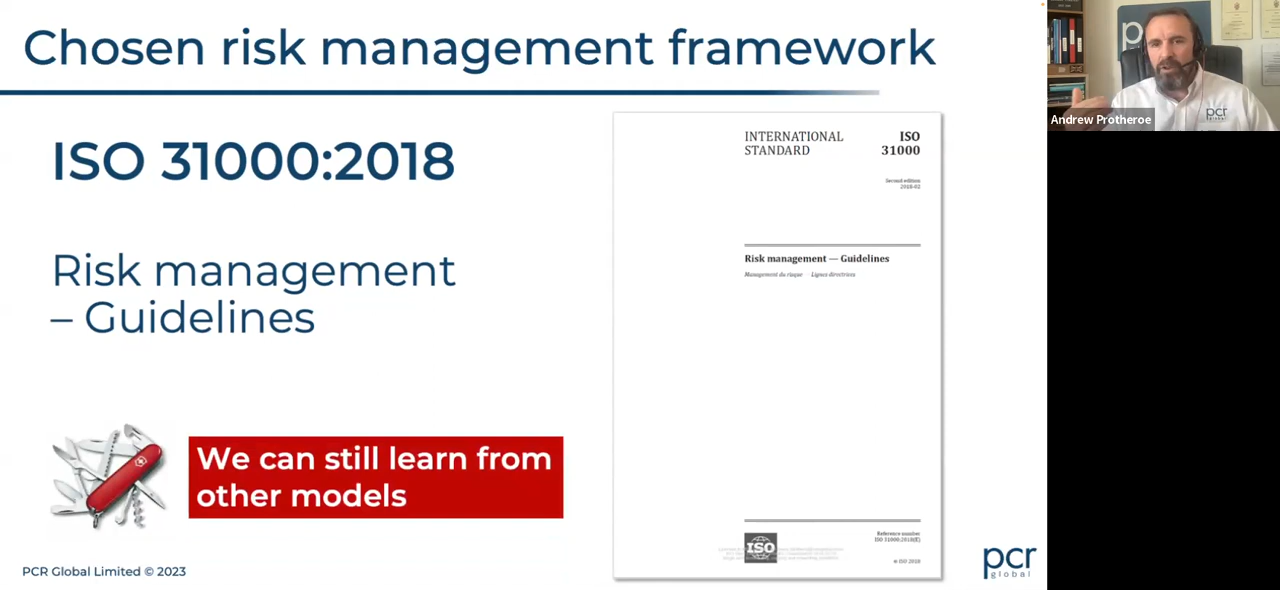 Chosen risk management framework
ISO 31000:2018
Risk management
– Guidelines
We can still learn from
other models
PCR Global Limited © 2023
INTERNATIONAL
STANDARD
ISO
31000
Second edition
2018-02
Risk management — Guidelines
Management du risque — Lignes directrices
ISO
Reference number
ISO 31000:2018(E)
© ISO 2018
pcr
global
pcr
global
Andrew Protheroe